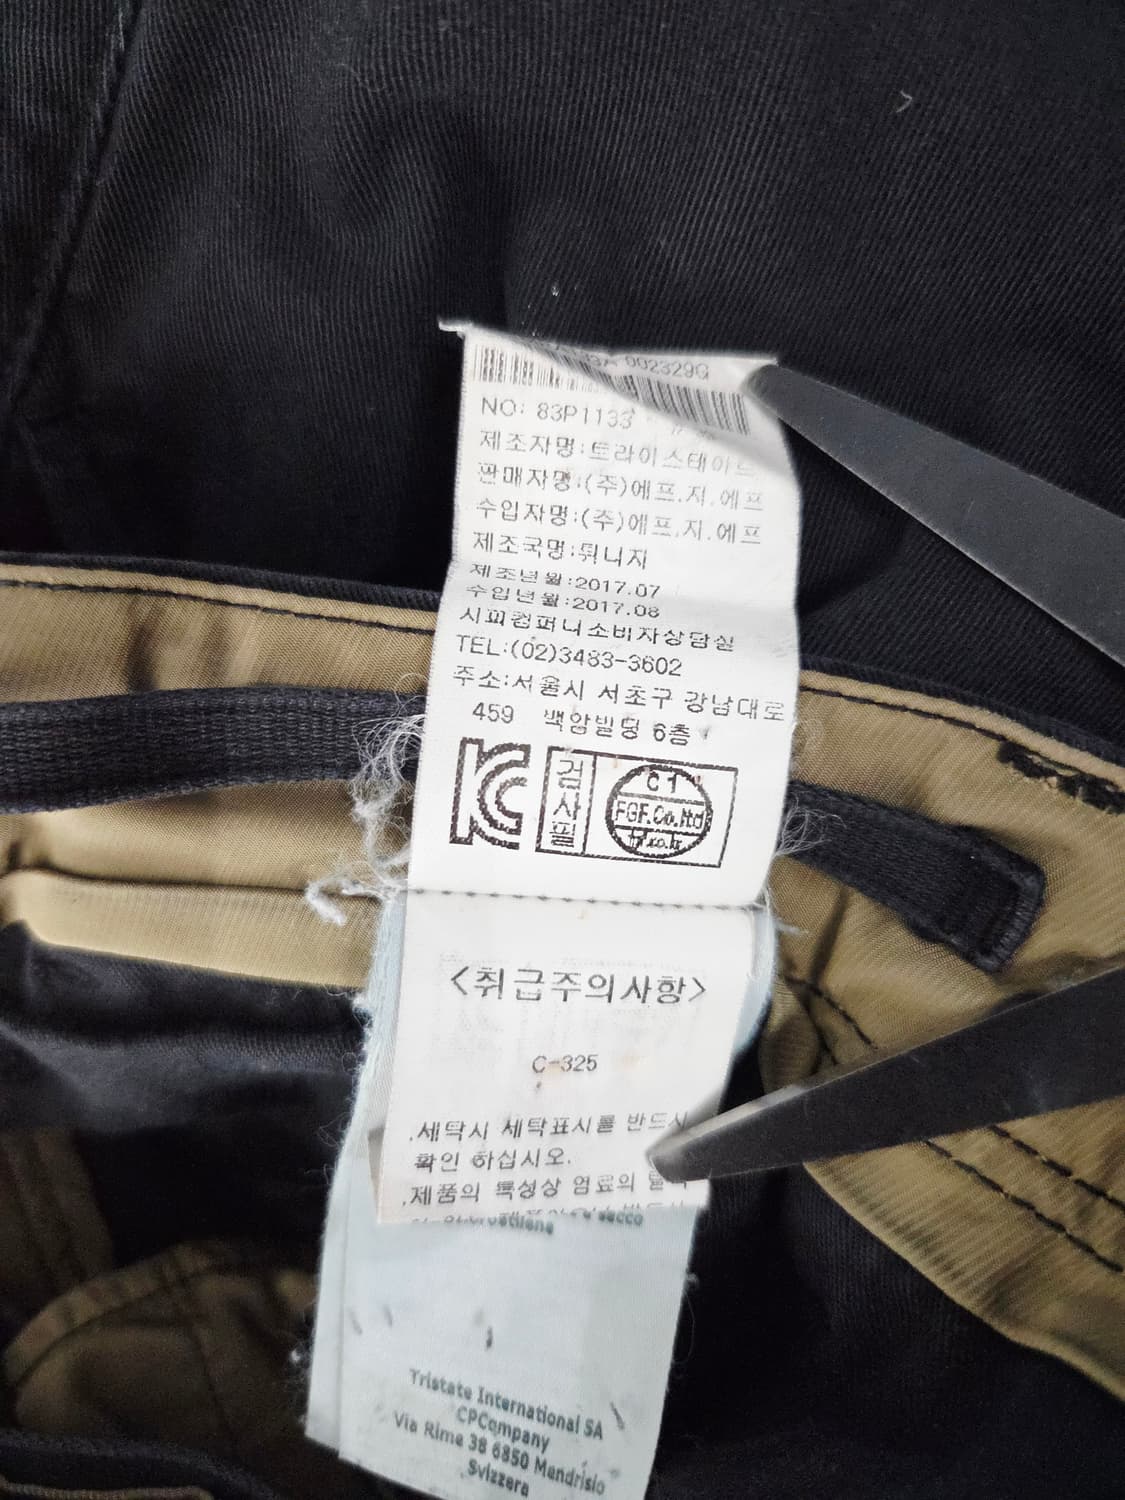 002329G
NO: 83P1133
제조자명:트라이스테이트
판매자명:(주)에프.지.에프
수입자명:(주)에프.지.에프
제조국명:튀니지
제조년월:2017.07
수입년월:2017.08
시피컴퍼니소비자상담실
TEL:(02)3483-3602
주소:서울시 서초구 강남대로
459 백암빌딩 6층
KC
검사필
C1
FGF.Co.ltd
<취급주의사항>
C-325
.세탁시 세탁표시를 반드시
확인 하십시오.
.제품의 특성상 염료의
secco
Tristate International SA
CPCompany
Via Rime 38 6850 Mendrisio
Svizzera